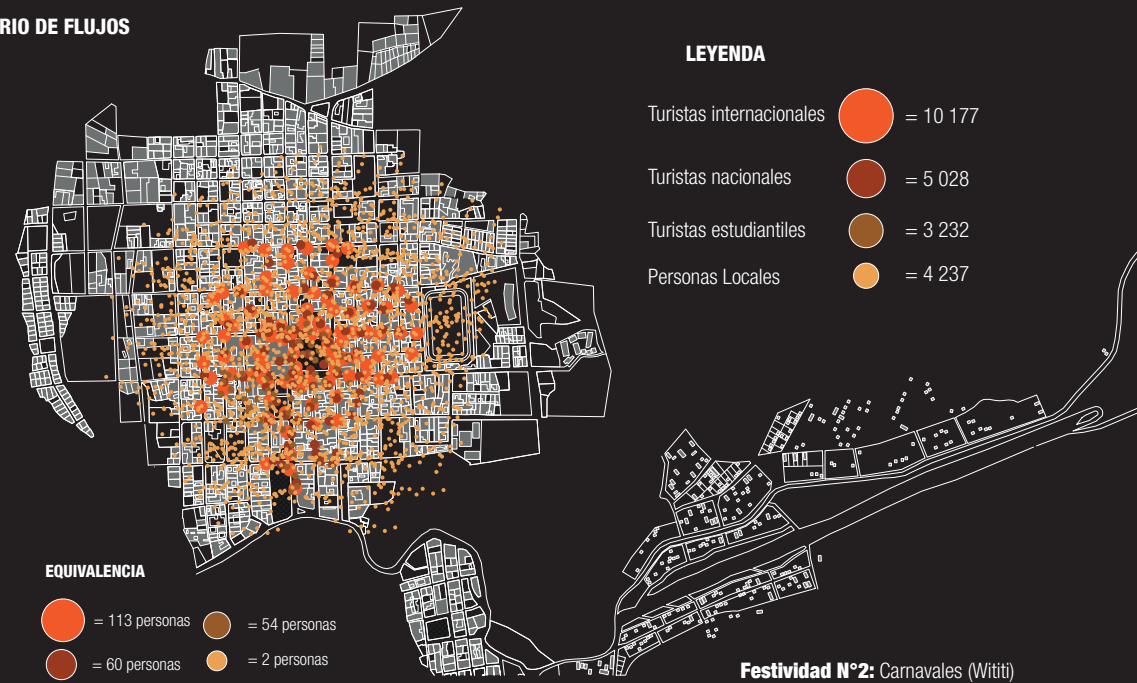 RIO DE FLUJOS
LEYENDA
Turistas internacionales = 10 177
Turistas nacionales = 5 028
Turistas estudiantiles = 3 232
Personas Locales = 4 237
EQUIVALENCIA
= 113 personas = 54 personas
= 60 personas = 2 personas
Festividad N°2: Carnavales (Wititi)